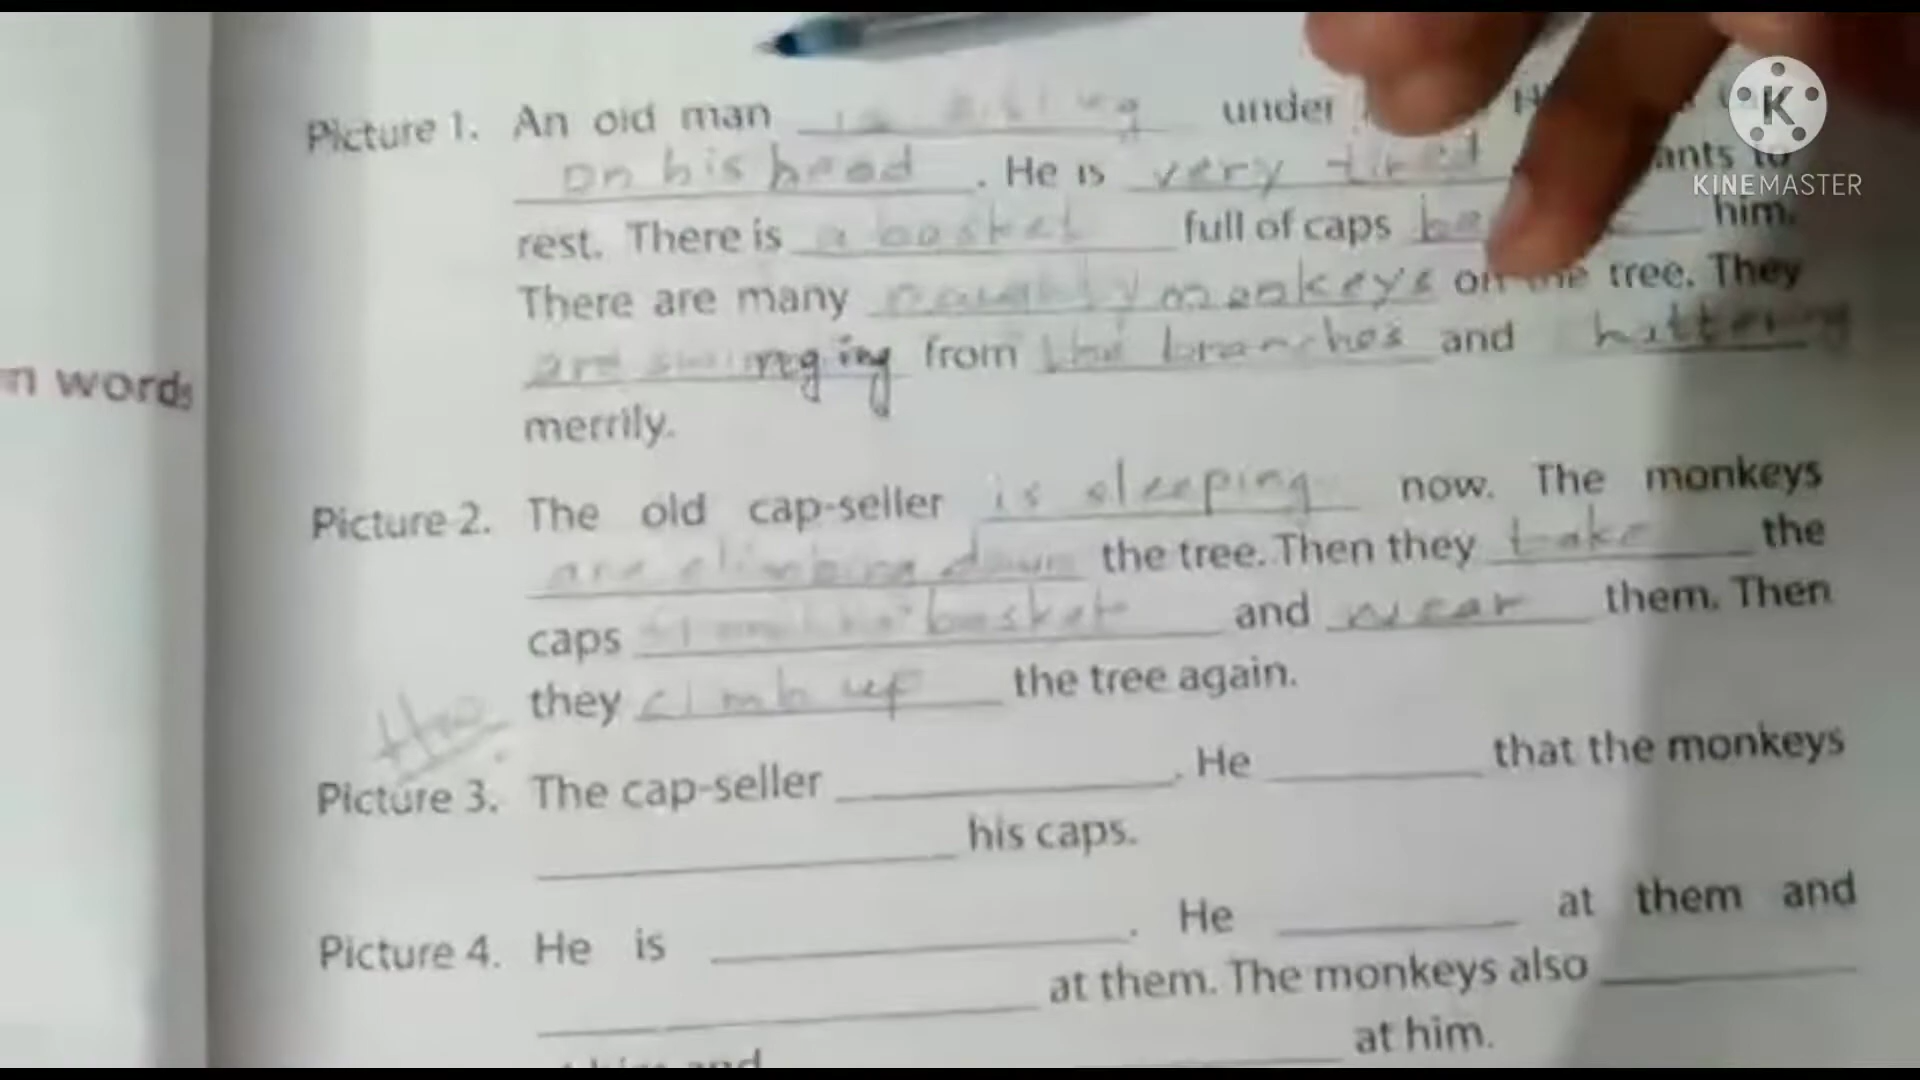 Picture 1. An old man is siting under
on his head. He is very tired ants to
rest. There is a basket full of caps him.
There are many naughty monkeys on the tree. They
are swinging from the branches and hattering
merrily.
n words
Picture 2. The old cap-seller is sleeping now. The monkeys
are climbing down the tree. Then they take the
caps from the basket and wear them. Then
they climb up the tree again.
Picture 3. The cap-seller . He that the monkeys
his caps.
Picture 4. He is . He at them and
at them. The monkeys also
at him.
KINEMASTER